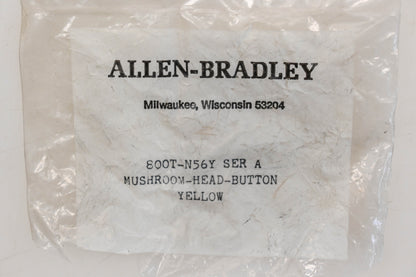 ALLEN-BRADLEY
Milwaukee, Wisconsin 53204
800T-N56Y SER A
MUSHROOM-HEAD-BUTTON
YELLOW